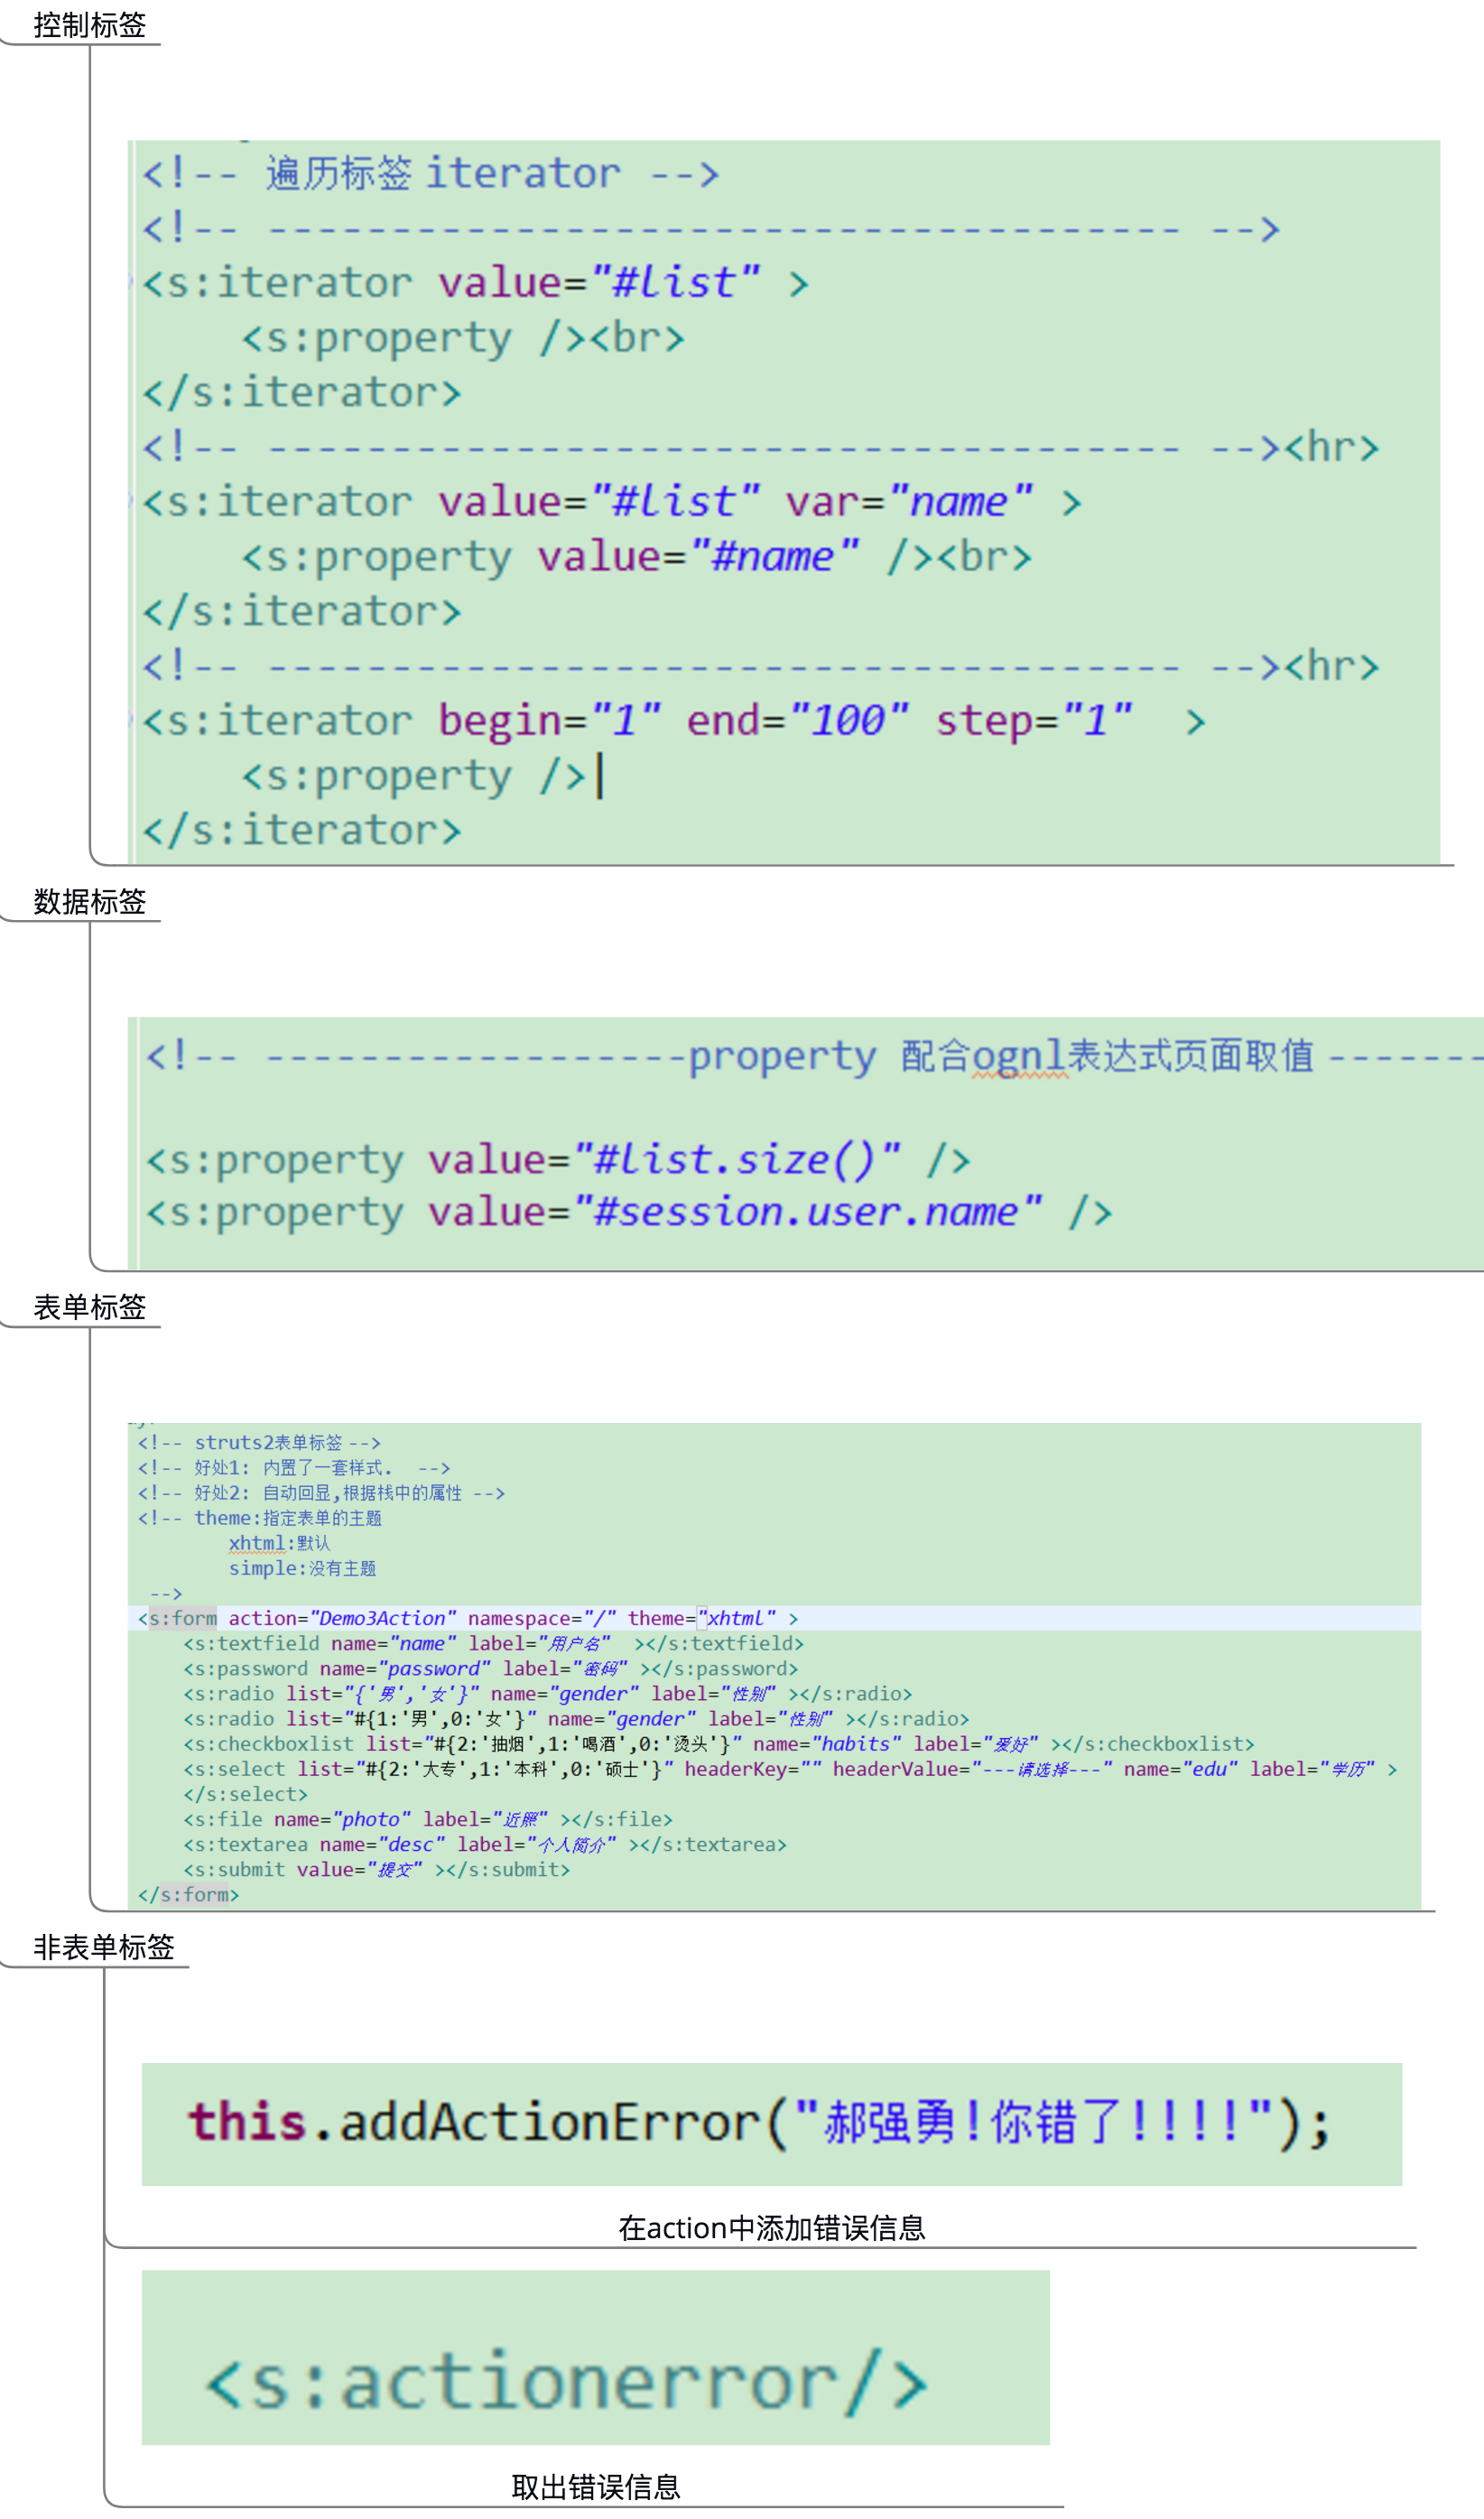 控制标签
<!-- 遍历标签 iterator -->
<!-- ------------------------------------- -->
<s:iterator value="#list" >
    <s:property /><br>
</s:iterator>
<!-- ------------------------------------- --><hr>
<s:iterator value="#list" var="name" >
    <s:property value="#name" /><br>
</s:iterator>
<!-- ------------------------------------- --><hr>
<s:iterator begin="1" end="100" step="1"  >
    <s:property />
</s:iterator>
数据标签
<!-- ------------------property 配合ognl表达式页面取值 -------
<s:property value="#list.size()" />
<s:property value="#session.user.name" />
表单标签
<!-- struts2表单标签 -->
<!-- 好处1: 内置了一套样式.  -->
<!-- 好处2: 自动回显,根据栈中的属性 -->
<!-- theme:指定表单的主题
        xhtml:默认
        simple:没有主题
 -->
<s:form action="Demo3Action" namespace="/" theme="xhtml" >
    <s:textfield name="name" label="用户名"  ></s:textfield>
    <s:password name="password" label="密码" ></s:password>
    <s:radio list="{'男','女'}" name="gender" label="性别" ></s:radio>
    <s:radio list="#{1:'男',0:'女'}" name="gender" label="性别" ></s:radio>
    <s:checkboxlist list="#{2:'抽烟',1:'喝酒',0:'烫头'}" name="habits" label="爱好" ></s:checkboxlist>
    <s:select list="#{2:'大专',1:'本科',0:'硕士'}" headerKey="" headerValue="---请选择---" name="edu" label="学历" >
    </s:select>
    <s:file name="photo" label="近照" ></s:file>
    <s:textarea name="desc" label="个人简介" ></s:textarea>
    <s:submit value="提交" ></s:submit>
</s:form>
非表单标签
this.addActionError("郝强勇!你错了!!!!");
在action中添加错误信息
<s:actionerror/>
取出错误信息